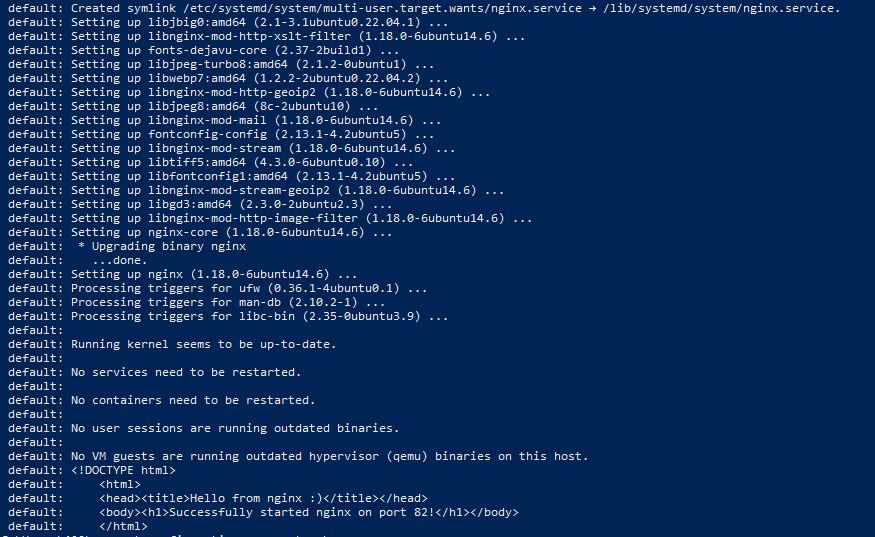 default: Created symlink /etc/systemd/system/multi-user.target.wants/nginx.service → /lib/systemd/system/nginx.service.
default: Setting up libjbig0:amd64 (2.1-3.1ubuntu0.22.04.1) ...
default: Setting up libnginx-mod-http-xslt-filter (1.18.0-6ubuntu14.6) ...
default: Setting up fonts-dejavu-core (2.37-2build1) ...
default: Setting up libjpeg-turbo8:amd64 (2.1.2-0ubuntu1) ...
default: Setting up libwebp7:amd64 (1.2.2-2ubuntu0.22.04.2) ...
default: Setting up libnginx-mod-http-geoip2 (1.18.0-6ubuntu14.6) ...
default: Setting up libjpeg8:amd64 (8c-2ubuntu10) ...
default: Setting up libnginx-mod-mail (1.18.0-6ubuntu14.6) ...
default: Setting up fontconfig-config (2.13.1-4.2ubuntu5) ...
default: Setting up libnginx-mod-stream (1.18.0-6ubuntu14.6) ...
default: Setting up libtiff5:amd64 (4.3.0-6ubuntu0.10) ...
default: Setting up libfontconfig1:amd64 (2.13.1-4.2ubuntu5) ...
default: Setting up libnginx-mod-stream-geoip2 (1.18.0-6ubuntu14.6) ...
default: Setting up libgd3:amd64 (2.3.0-2ubuntu2.3) ...
default: Setting up libnginx-mod-http-image-filter (1.18.0-6ubuntu14.6) ...
default: Setting up nginx-core (1.18.0-6ubuntu14.6) ...
default:  * Upgrading binary nginx
default:    ...done.
default: Setting up nginx (1.18.0-6ubuntu14.6) ...
default: Processing triggers for ufw (0.36.1-4ubuntu0.1) ...
default: Processing triggers for man-db (2.10.2-1) ...
default: Processing triggers for libc-bin (2.35-0ubuntu3.9) ...
default:
default: Running kernel seems to be up-to-date.
default:
default: No services need to be restarted.
default:
default: No containers need to be restarted.
default:
default: No user sessions are running outdated binaries.
default:
default: No VM guests are running outdated hypervisor (qemu) binaries on this host.
default: <!DOCTYPE html>
default:     <html>
default:     <head><title>Hello from nginx :)</title></head>
default:     <body><h1>Successfully started nginx on port 82!</h1></body>
default:     </html>